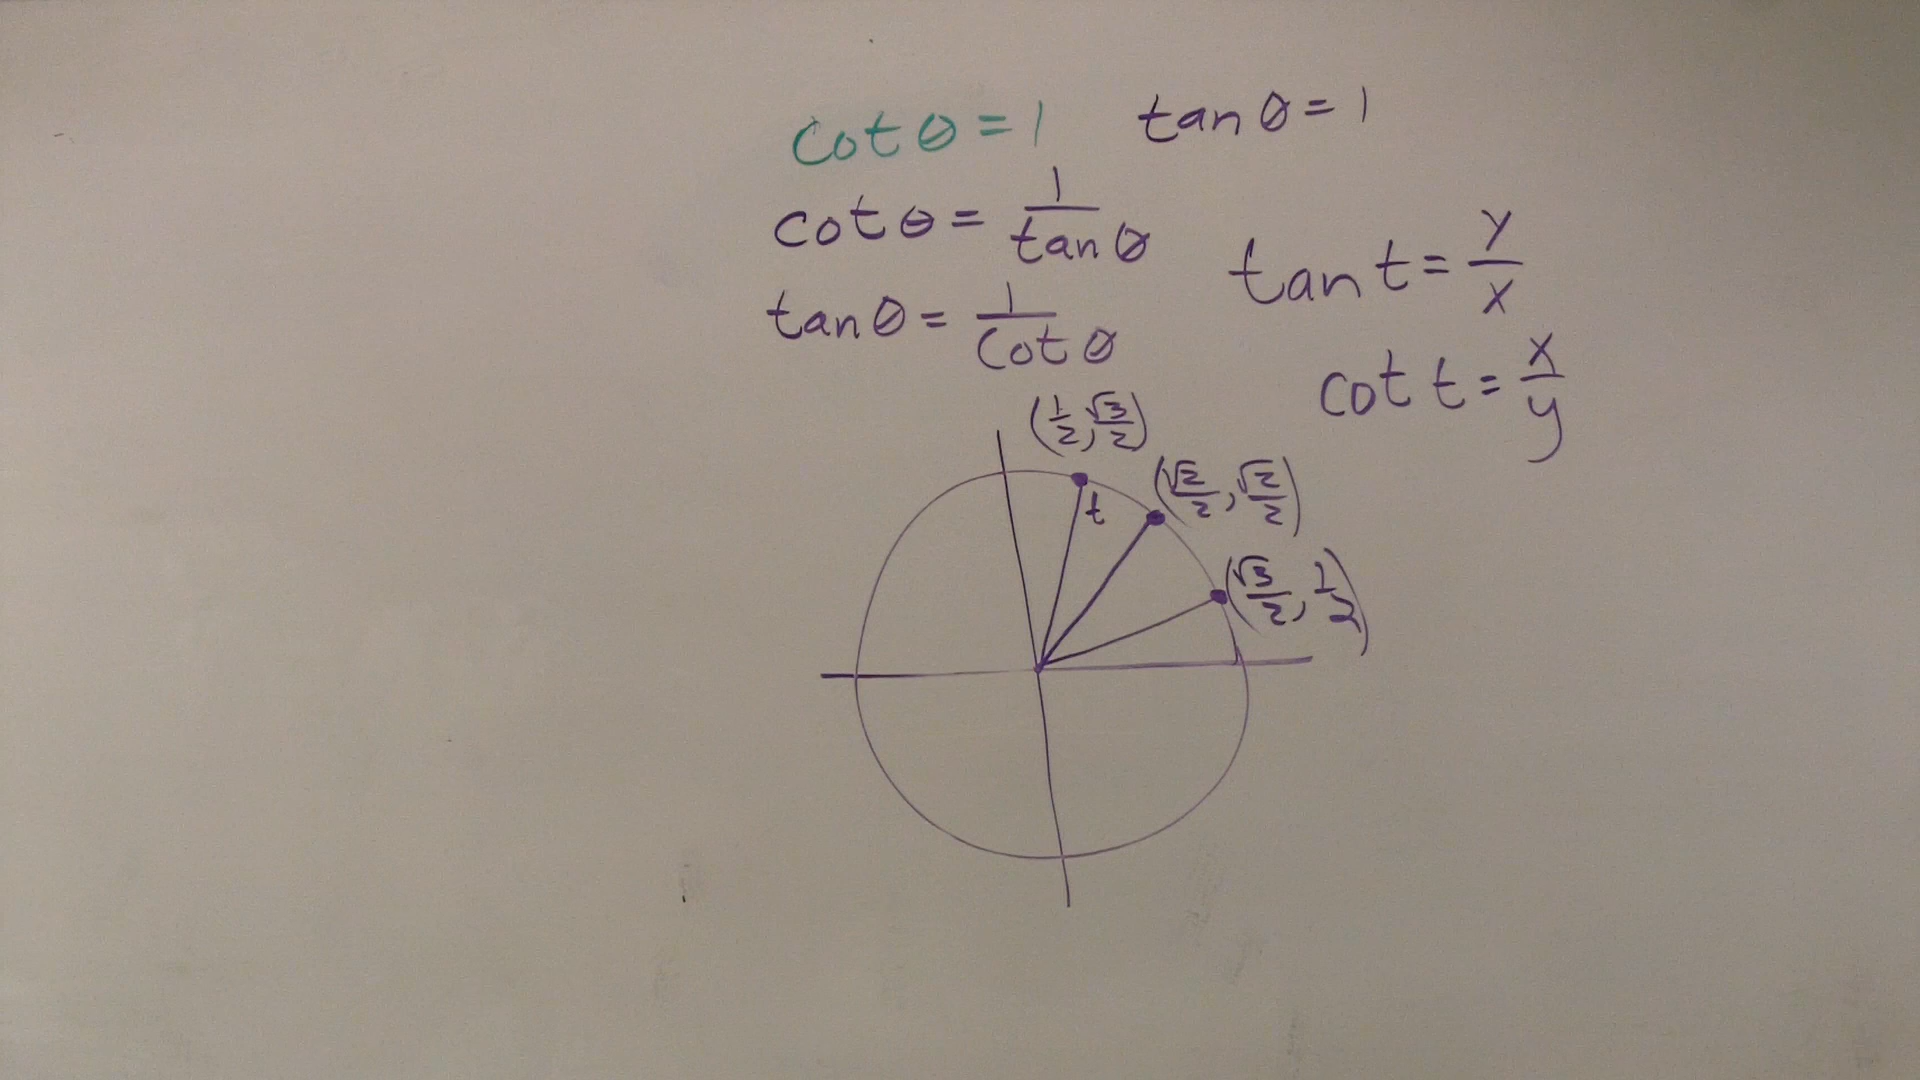 cot θ = 1 tan θ = 1
cot θ = 1/tan θ
tan t = y/x
tan θ = 1/cot θ
cot t = x/y
(1/2, √3/2)
(√2/2, √2/2)
t
(√3/2, 1/2)